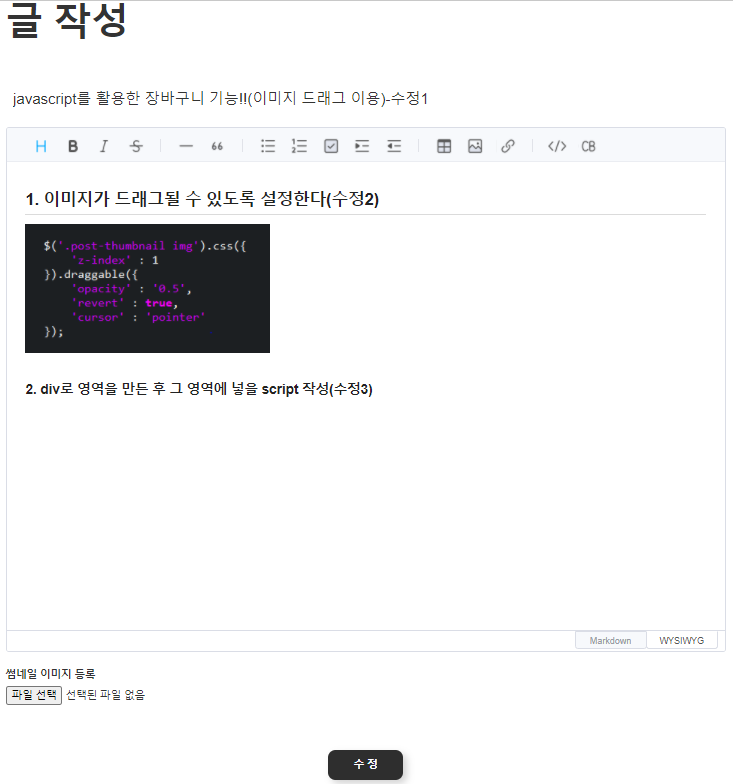 글 작성
javascript를 활용한 장바구니 기능!!(이미지 드래그 이용)-수정1
H B I S — 66 </> CB
1. 이미지가 드래그될 수 있도록 설정한다(수정2)
$('.post-thumbnail img').css({
'z-index' : 1
}).draggable({
'opacity' : '0.5',
'revert' : true,
'cursor' : 'pointer'
});
2. div로 영역을 만든 후 그 영역에 넣을 script 작성(수정3)
Markdown WYSIWYG
썸네일 이미지 등록
파일 선택 선택된 파일 없음
수 정